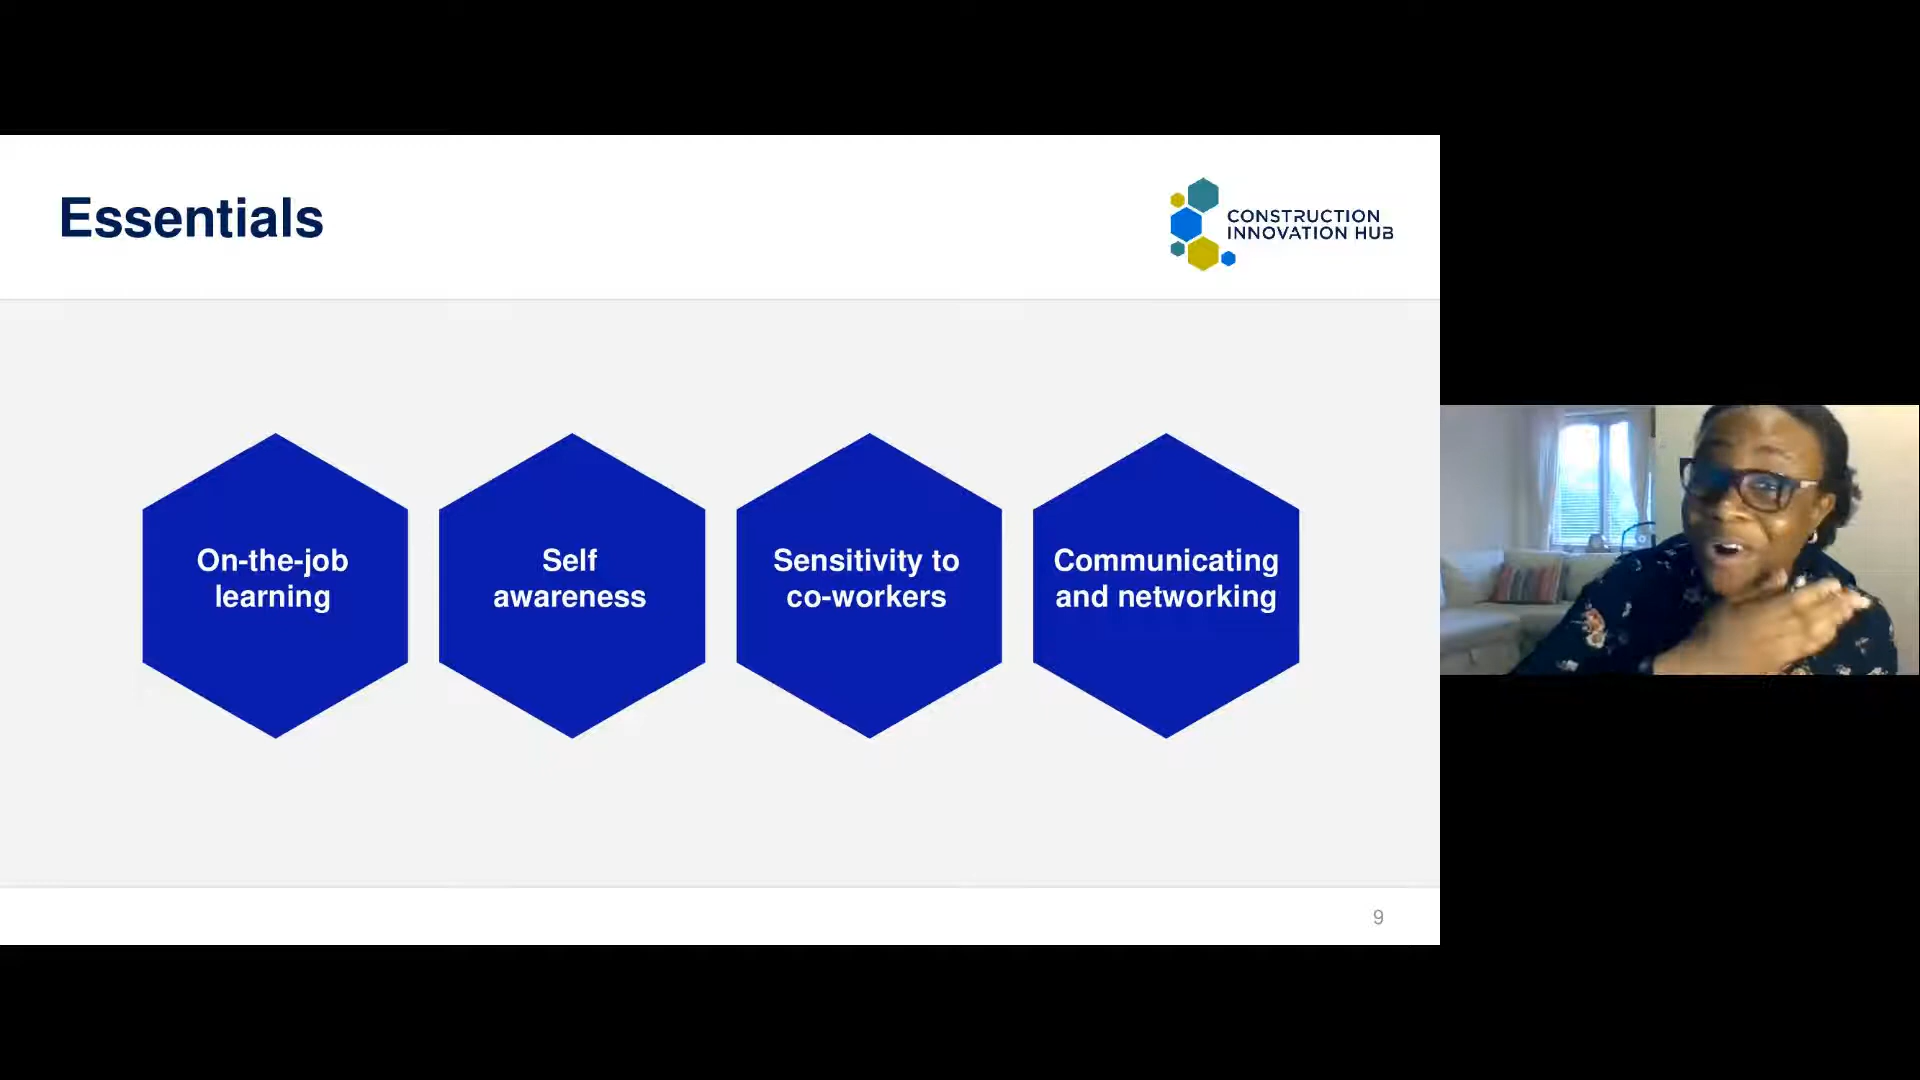 Essentials
CONSTRUCTION
INNOVATION HUB
On-the-job
learning
Self
awareness
Sensitivity to
co-workers
Communicating
and networking
9